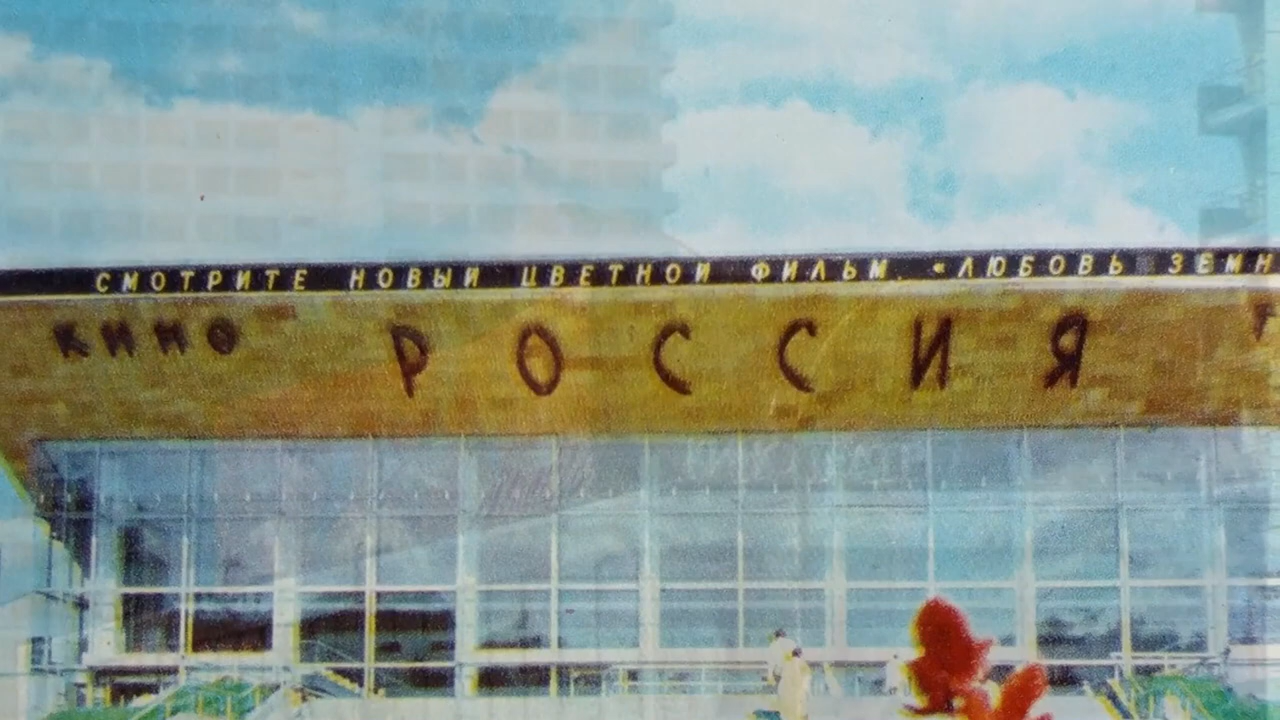 СМОТРИТЕ НОВЫЙ ЦВЕТНОЙ ФИЛЬМ. «ЛЮБОВЬ ЗЕМН
КИНО РОССИЯ